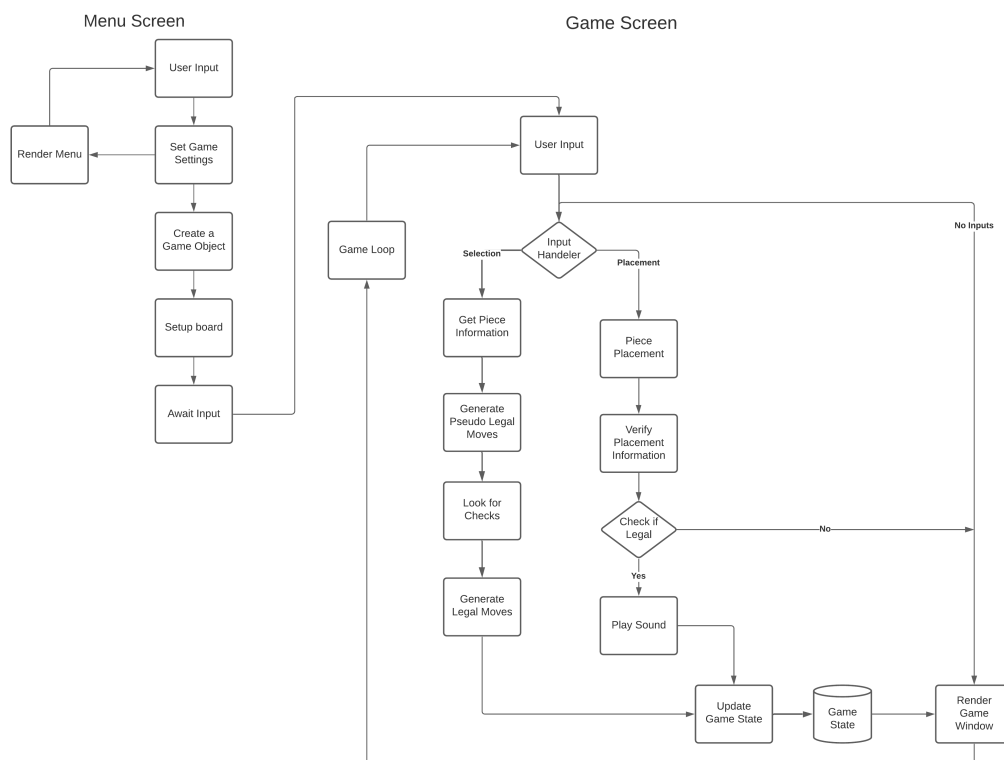 Menu Screen
Game Screen
User Input
Render Menu
Set Game
Settings
Create a
Game Object
Setup board
Await Input
User Input
Game Loop
Input
Handeler
No Inputs
Selection
Placement
Get Piece
Information
Generate
Pseudo Legal
Moves
Look for
Checks
Generate
Legal Moves
Piece
Placement
Verify
Placement
Information
Check if
Legal
No
Yes
Play Sound
Update
Game State
Game
State
Render
Game
Window